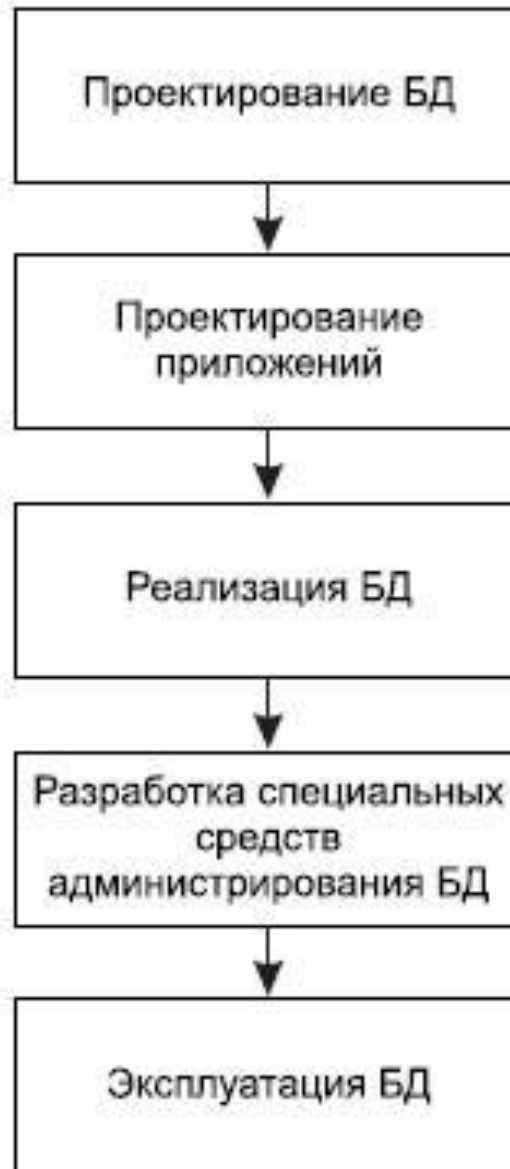 Проектирование БД
Проектирование
приложений
Реализация БД
Разработка специальных
средств
администрирования БД
Эксплуатация БД